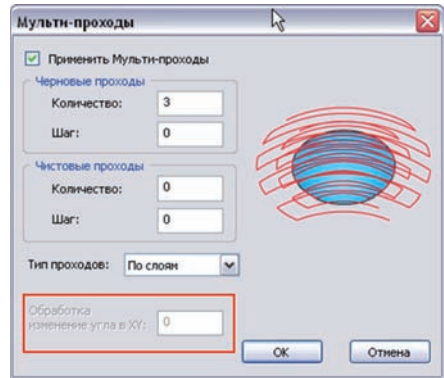 Мульти-проходы
Применить Мульти-проходы
Черновые проходы
Количество: 3
Шаг: 0
Чистовые проходы
Количество: 0
Шаг: 0
Тип проходов: По слоям
Обработка
изменение угла в XY: 0
OK Отмена